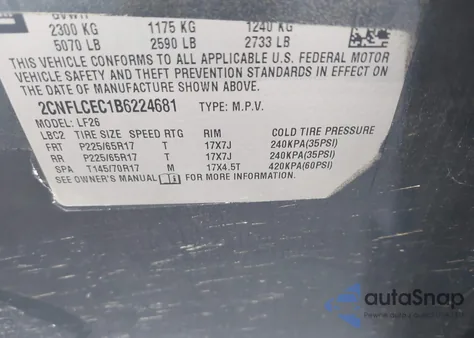 GVWR
2300 KG 1175 KG 1240 KG
5070 LB 2590 LB 2733 LB
THIS VEHICLE CONFORMS TO ALL APPLICABLE U.S. FEDERAL MOTOR
VEHICLE SAFETY AND THEFT PREVENTION STANDARDS IN EFFECT ON
THE DATE OF MANUFACTURE SHOWN ABOVE.
2CNFLCEC1B6224681 TYPE: M.P.V.
MODEL: LF26
LBC2 TIRE SIZE SPEED RTG RIM COLD TIRE PRESSURE
FRT P225/65R17 T 17X7J 240KPA(35PSI)
RR P225/65R17 T 17X7J 240KPA(35PSI)
SPA T145/70R17 M 17X4.5T 420KPA(60PSI)
SEE OWNER'S MANUAL FOR MORE INFORMATION.
autoSnap